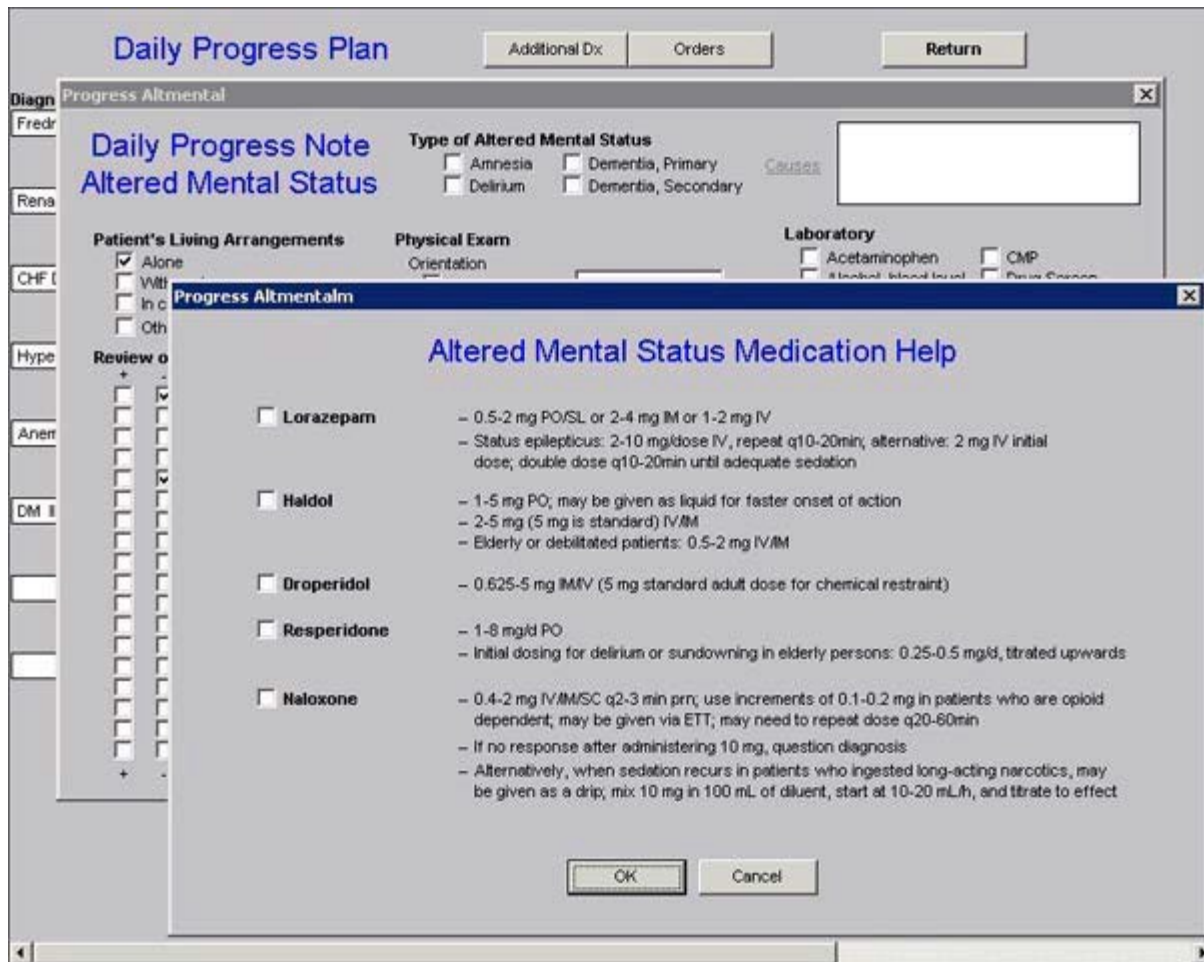 Daily Progress Plan
Additional Dx
Orders
Return
Diagn
Progress Altmental
Fredr
Daily Progress Note
Altered Mental Status
Type of Altered Mental Status
Amnesia
Dementia, Primary
Delirium
Dementia, Secondary
Causes
Rena
Patient's Living Arrangements
Physical Exam
Laboratory
Alone
Orientation
Acetaminophen
CMP
CHF D
With
In c
Oth
Progress Altmentalm
Hype
Review o
+ -
Altered Mental Status Medication Help
Lorazepam
– 0.5-2 mg PO/SL or 2-4 mg IM or 1-2 mg IV
– Status epilepticus: 2-10 mg/dose IV, repeat q10-20min; alternative: 2 mg IV initial
dose; double dose q10-20min until adequate sedation
Anem
Haldol
– 1-5 mg PO; may be given as liquid for faster onset of action
– 2-5 mg (5 mg is standard) IV/IM
– Elderly or debilitated patients: 0.5-2 mg IV/IM
DM II
Droperidol
– 0.625-5 mg IM/IV (5 mg standard adult dose for chemical restraint)
Resperidone
– 1-8 mg/d PO
– Initial dosing for delirium or sundowning in elderly persons: 0.25-0.5 mg/d, titrated upwards
Naloxone
– 0.4-2 mg IV/IM/SC q2-3 min prn; use increments of 0.1-0.2 mg in patients who are opioid
dependent; may be given via ETT; may need to repeat dose q20-60min
– If no response after administering 10 mg, question diagnosis
– Alternatively, when sedation recurs in patients who ingested long-acting narcotics, may
be given as a drip; mix 10 mg in 100 mL of diluent, start at 10-20 mL/h, and titrate to effect
+ -
OK
Cancel